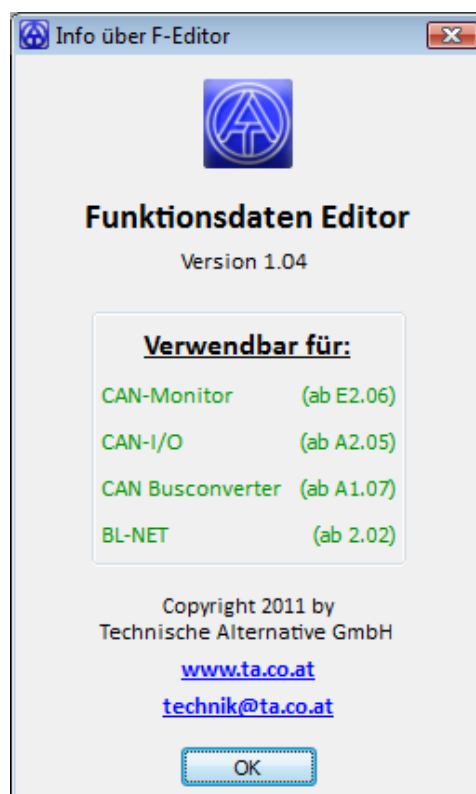 Info über F-Editor
Funktionsdaten Editor
Version 1.04
Verwendbar für:
CAN-Monitor (ab E2.06)
CAN-I/O (ab A2.05)
CAN Busconverter (ab A1.07)
BL-NET (ab 2.02)
Copyright 2011 by
Technische Alternative GmbH
www.ta.co.at
technik@ta.co.at
OK